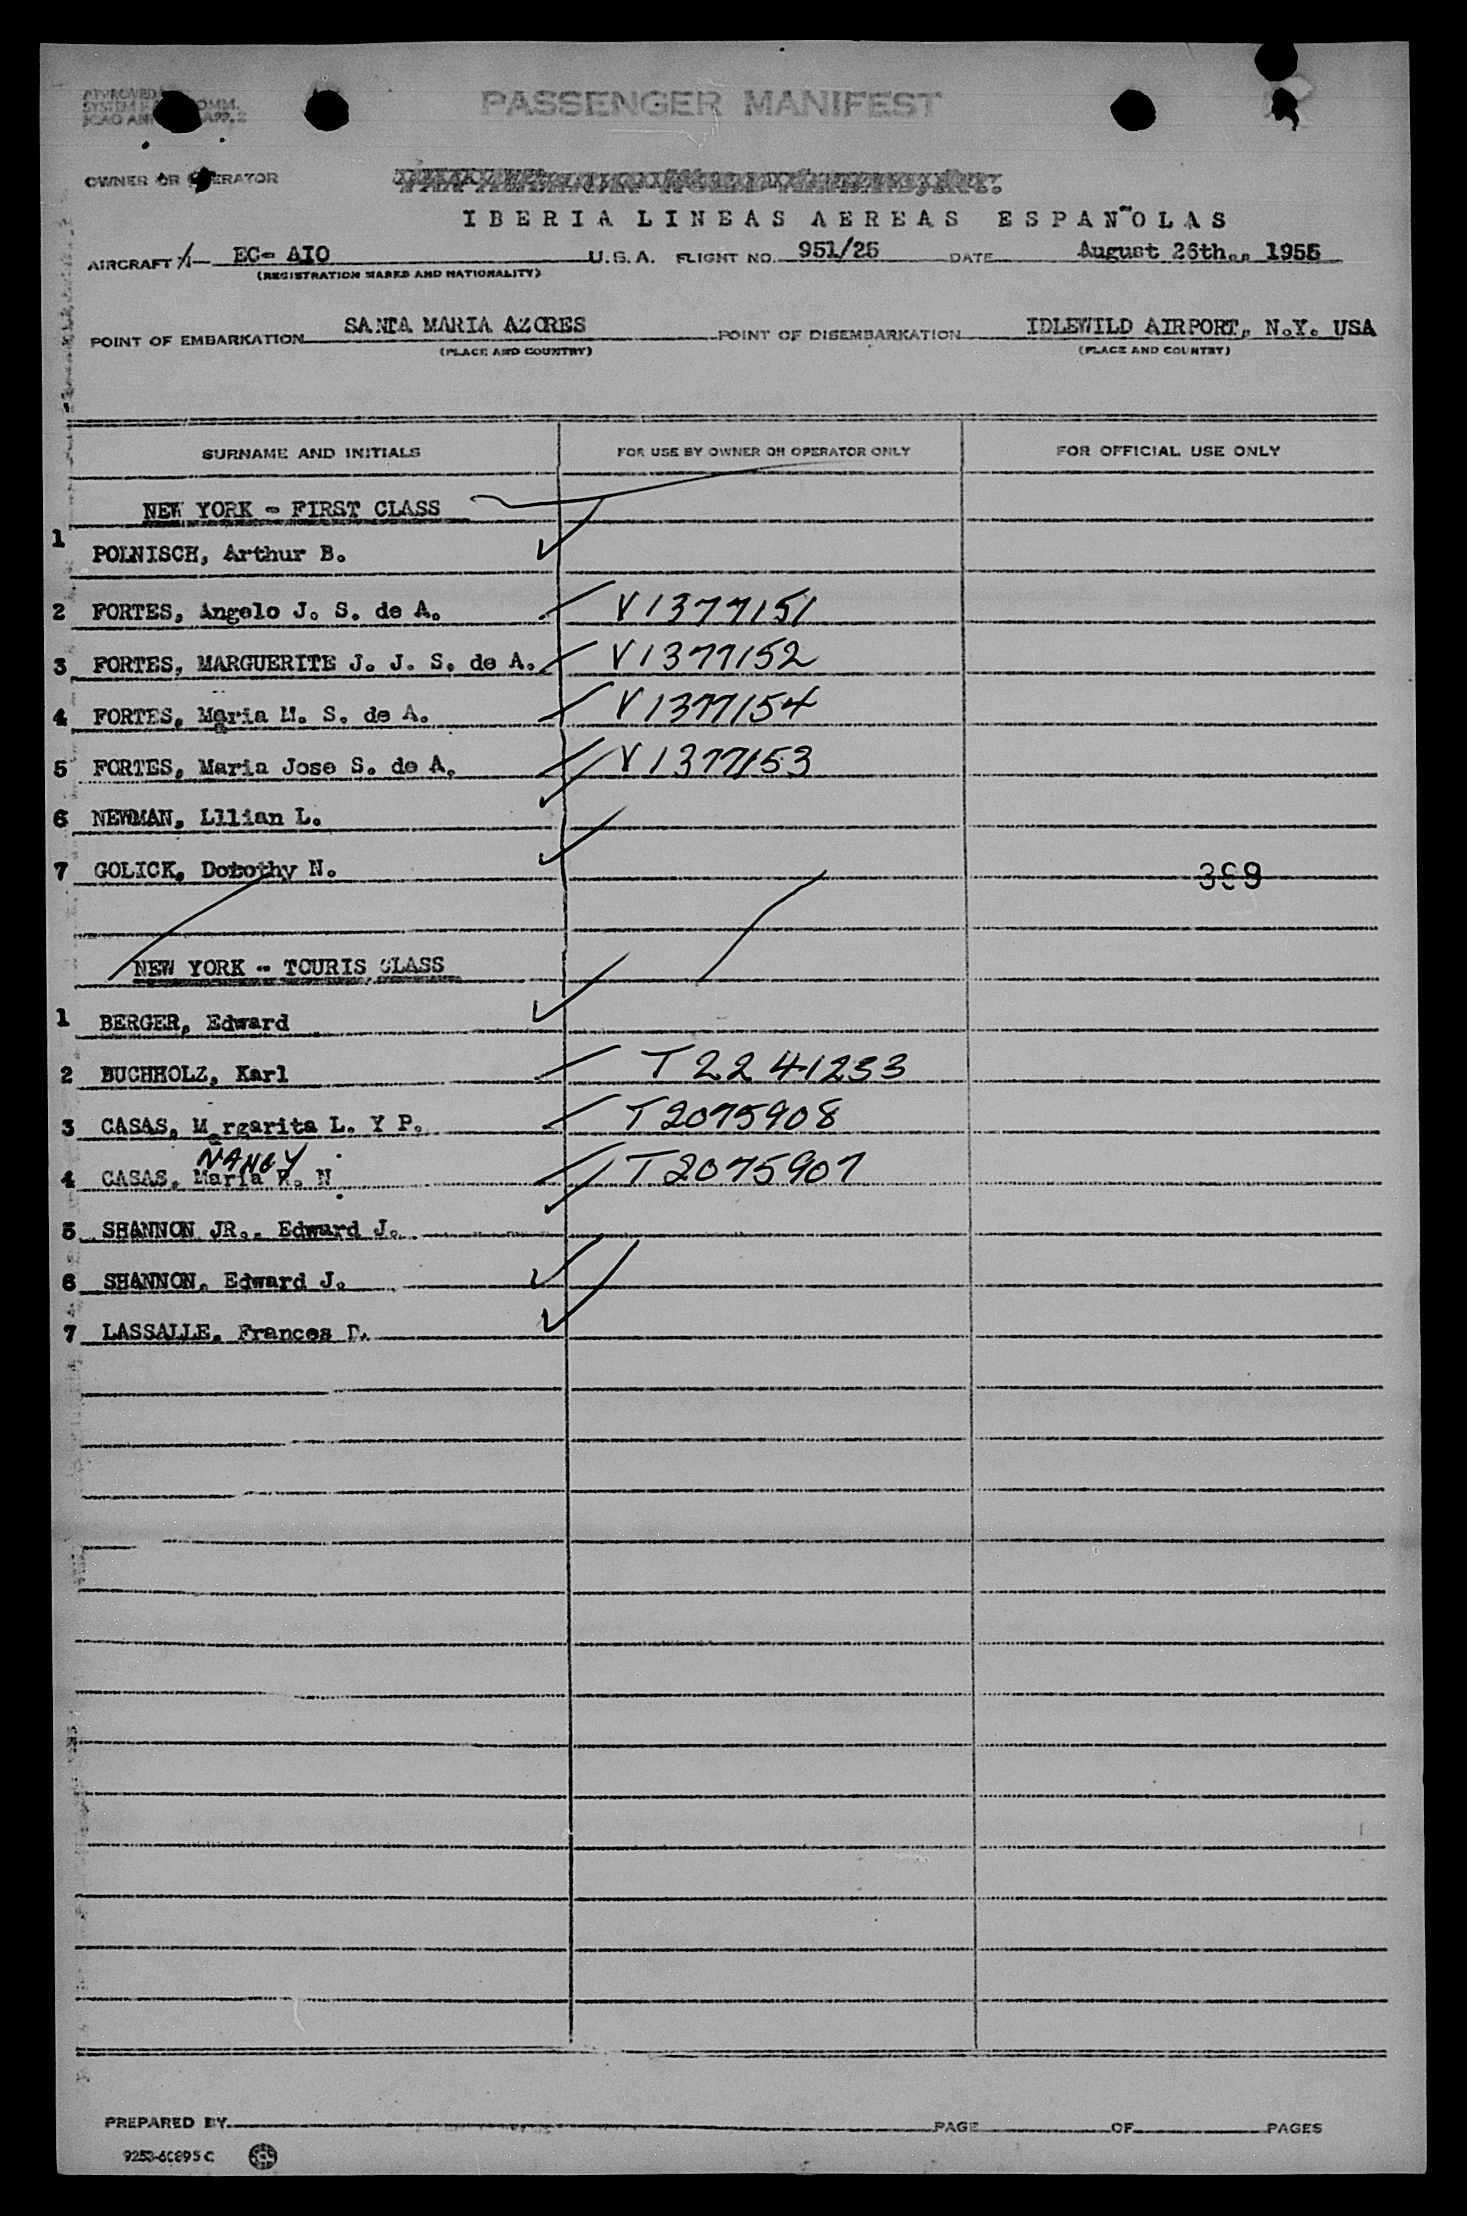 PASSENGER MANIFEST
OWNER OR OPERATOR
IBERIA LINEAS AEREAS ESPAÑOLAS
AIRCRAFT EC- AIO U.S.A. FLIGHT NO. 951/25 DATE August 26th., 1955
(REGISTRATION MARKS AND NATIONALITY)
POINT OF EMBARKATION SANTA MARIA AZORES POINT OF DISEMBARKATION IDLEWILD AIRPORT, N.Y. USA
(PLACE AND COUNTRY) (PLACE AND COUNTRY)
SURNAME AND INITIALS FOR USE BY OWNER OR OPERATOR ONLY FOR OFFICIAL USE ONLY
NEW YORK - FIRST CLASS
1 POLNISCH, Arthur B.
2 FORTES, Angelo J. S. de A. V1377151
3 FORTES, MARGUERITE J. J. S. de A. V1377152
4 FORTES, Maria M. S. de A. V1377154
5 FORTES, Maria Jose S. de A. V1377153
6 NEWMAN, Lllian L.
7 GOLICK, Dorothy N.
399
NEW YORK - TOURIS CLASS
1 BERGER, Edward
2 BUCHHOLZ, Karl T2241233
3 CASAS, Margarita L. Y P. T2075908
NANCY
4 CASAS, Maria R. N T2075907
5 SHANNON JR., Edward J.
6 SHANNON, Edward J.
7 LASSALLE, Frances D.
PREPARED BY PAGE OF PAGES
9253-60895 C